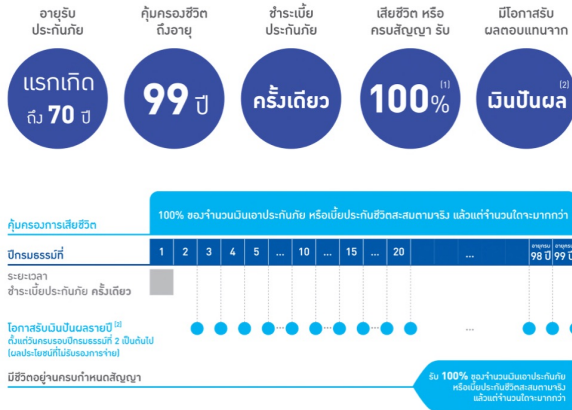 อายุรับ
ประกันภัย
แรกเกิด
ถึง 70 ปี
คุ้มครองชีวิต
ถึงอายุ
99 ปี
ชำระเบี้ย
ประกันภัย
ครั้งเดียว
เสียชีวิต หรือ
ครบสัญญา รับ
100% [1]
มีโอกาสรับ
ผลตอบแทนจาก
เงินปันผล [2]
คุ้มครองการเสียชีวิต
100% ของจำนวนเงินเอาประกันภัย หรือเบี้ยประกันชีวิตสะสมตามจริง แล้วแต่จำนวนใดจะมากกว่า
ปีกรมธรรม์ที่ 1 2 3 4 5 ... 10 ... 15 ... 20 ... อายุครบ 98 ปี อายุครบ 99 ปี
ระยะเวลา
ชำระเบี้ยประกันภัย ครั้งเดียว
โอกาสรับเงินปันผลรายปี [2]
ตั้งแต่วันครบรอบปีกรมธรรม์ที่ 2 เป็นต้นไป
(ผลประโยชน์ที่ไม่รับรองการจ่าย)
...
มีชีวิตอยู่จนครบกำหนดสัญญา
รับ 100% ของจำนวนเงินเอาประกันภัย
หรือเบี้ยประกันชีวิตสะสมตามจริง
แล้วแต่จำนวนใดจะมากกว่า